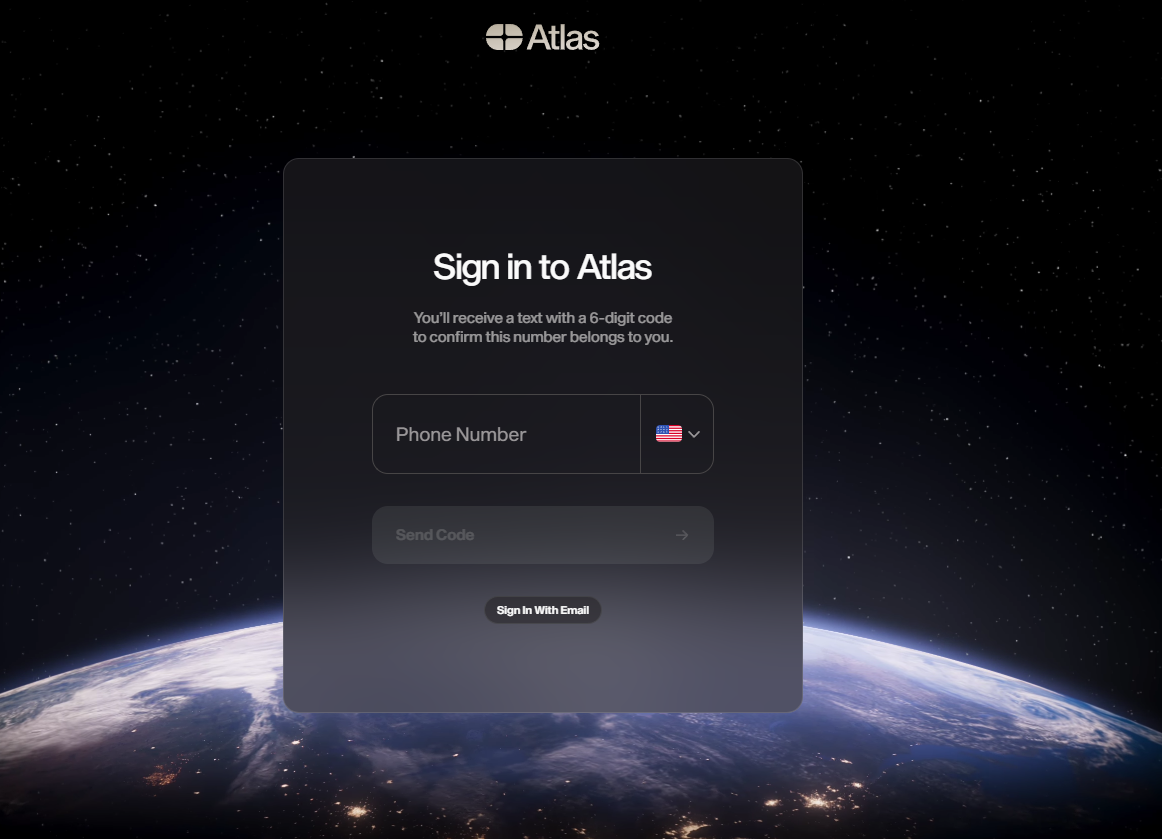 Atlas
Sign in to Atlas
You’ll receive a text with a 6-digit code
to confirm this number belongs to you.
Phone Number
Send Code
Sign In With Email